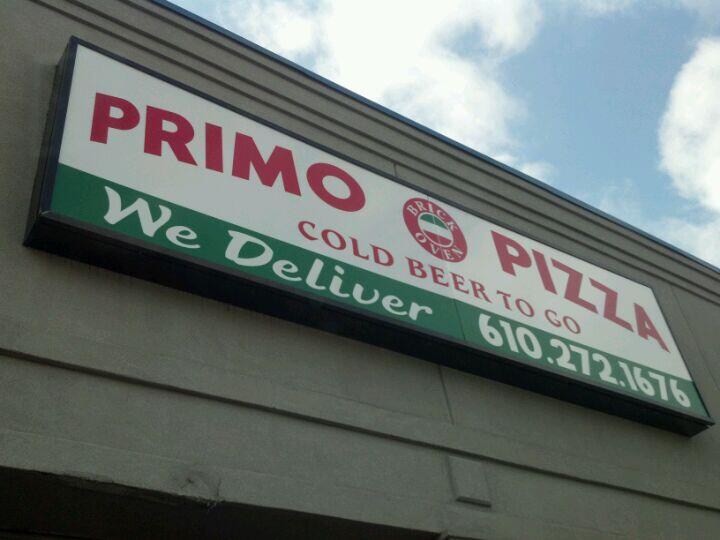 PRIMO PIZZA
BRICK OVEN
COLD BEER TO GO
We Deliver 610.272.1676